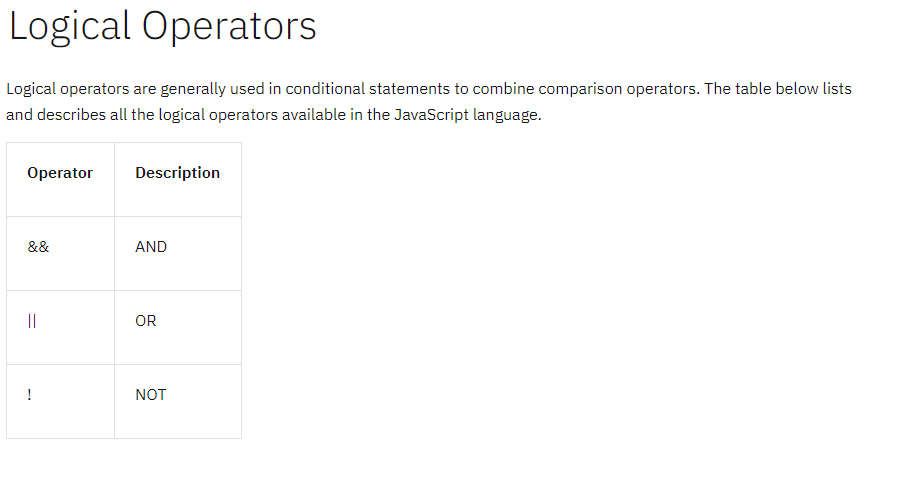 Logical Operators
Logical operators are generally used in conditional statements to combine comparison operators. The table below lists
and describes all the logical operators available in the JavaScript language.
Operator Description
&& AND
|| OR
! NOT